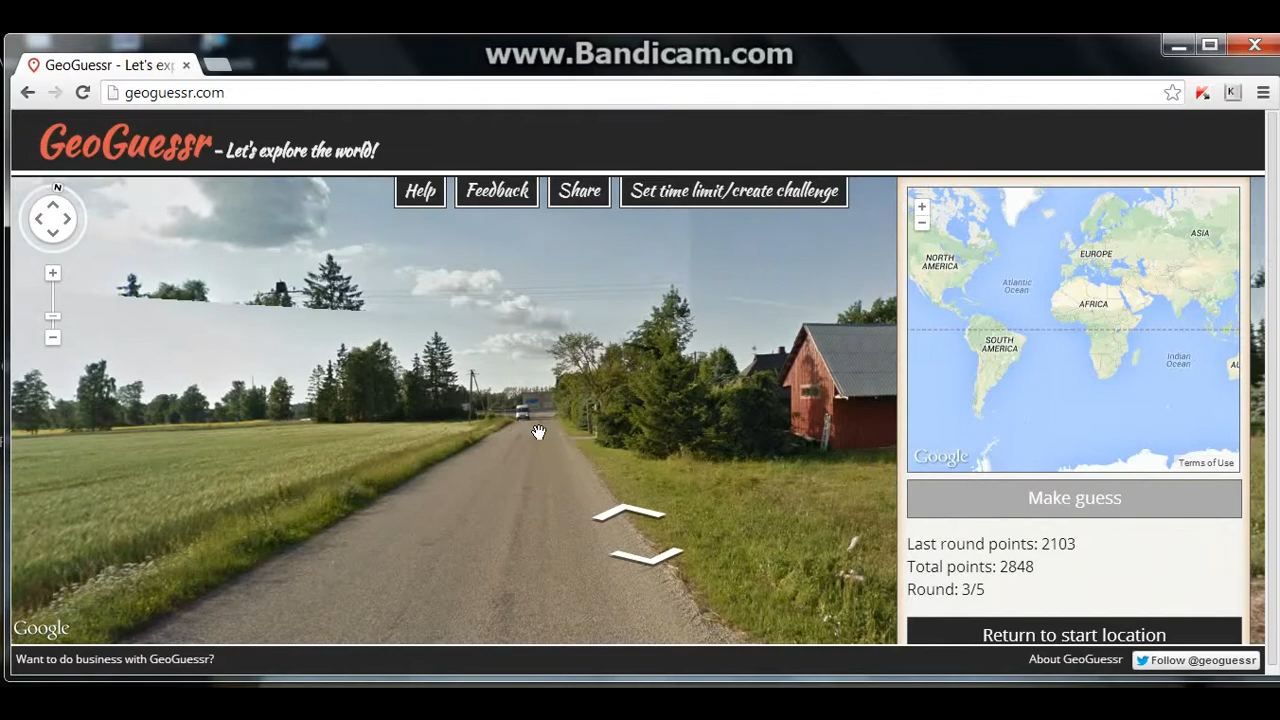 www.Bandicam.com
GeoGuessr - Let's exp
geoguessr.com
GeoGuessr - Let's explore the world!
Help
Feedback
Share
Set time limit/create challenge
N
NORTH AMERICA
Atlantic Ocean
EUROPE
ASIA
AFRICA
SOUTH AMERICA
Indian Ocean
AU
Google
Terms of Use
Make guess
Last round points: 2103
Total points: 2848
Round: 3/5
Return to start location
Google
Want to do business with GeoGuessr?
About GeoGuessr
Follow @geoguessr